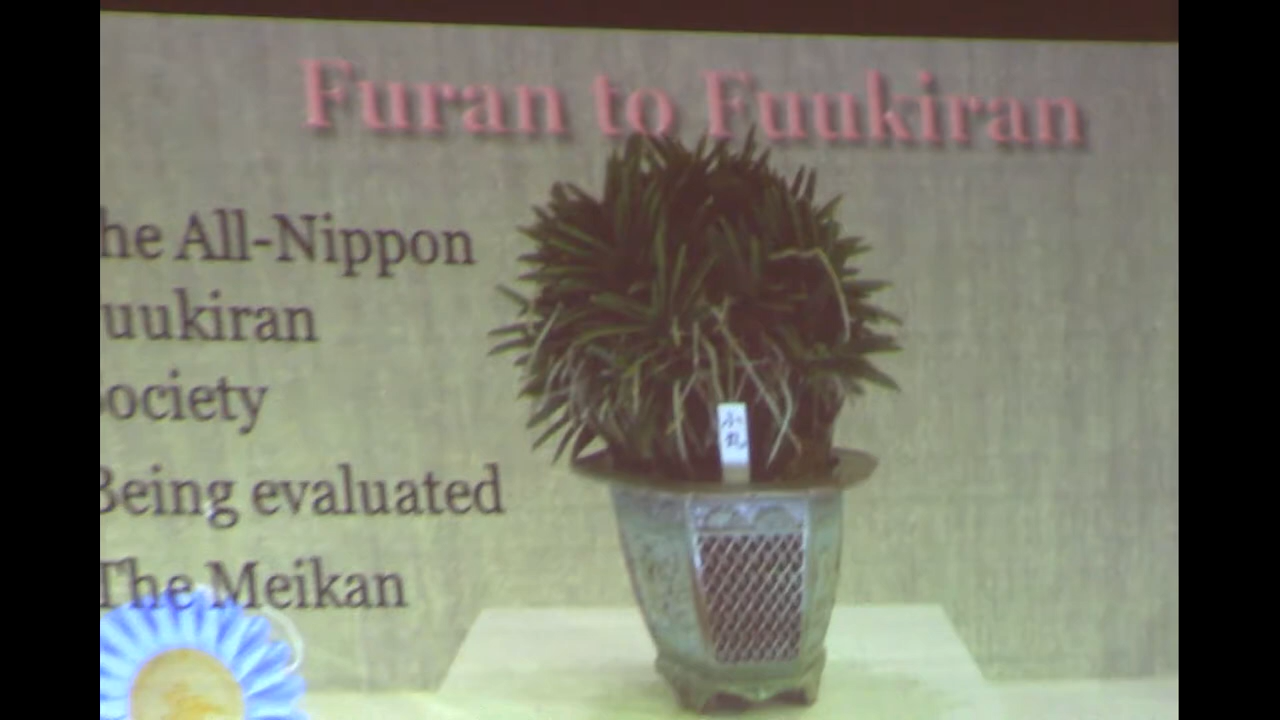 Furan to Fuukiran
he All-Nippon
uukiran
ociety
Being evaluated
The Meikan